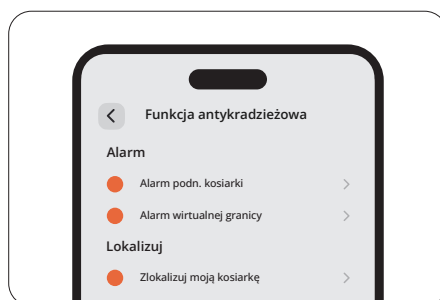 Funkcja antykradzieżowa
Alarm
Alarm podn. kosiarki
Alarm wirtualnej granicy
Lokalizuj
Zlokalizuj moją kosiarkę